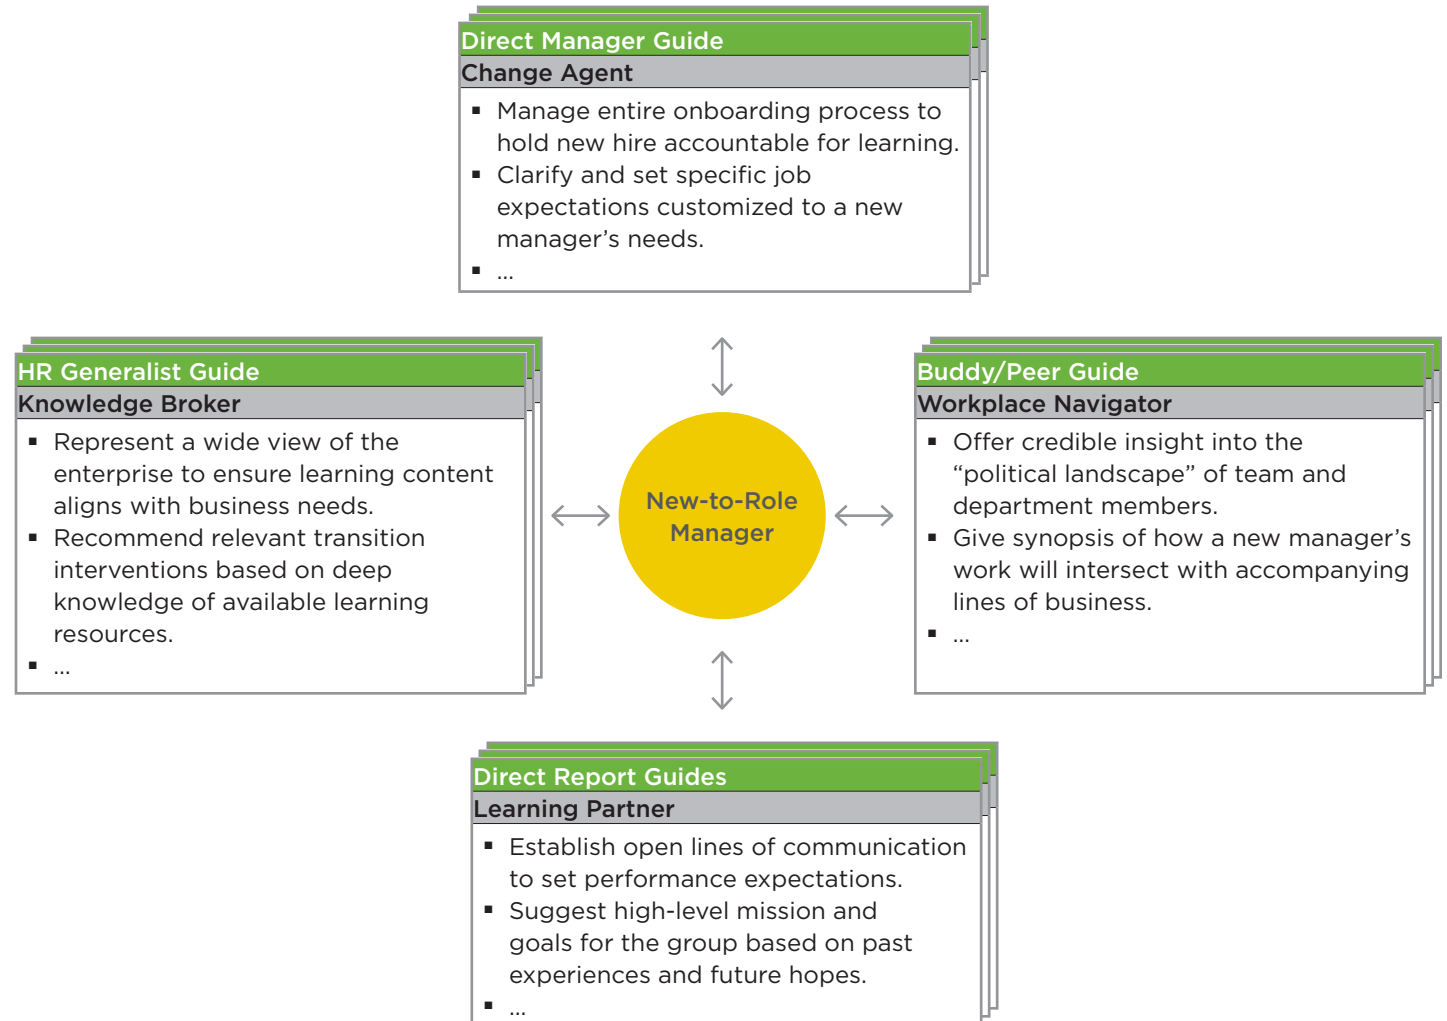 Direct Manager Guide
Change Agent
▪ Manage entire onboarding process to
hold new hire accountable for learning.
▪ Clarify and set specific job
expectations customized to a new
manager’s needs.
▪ ...
HR Generalist Guide
Knowledge Broker
▪ Represent a wide view of the
enterprise to ensure learning content
aligns with business needs.
▪ Recommend relevant transition
interventions based on deep
knowledge of available learning
resources.
▪ ...
New-to-Role
Manager
Buddy/Peer Guide
Workplace Navigator
▪ Offer credible insight into the
“political landscape” of team and
department members.
▪ Give synopsis of how a new manager’s
work will intersect with accompanying
lines of business.
▪ ...
Direct Report Guides
Learning Partner
▪ Establish open lines of communication
to set performance expectations.
▪ Suggest high-level mission and
goals for the group based on past
experiences and future hopes.
▪ ...